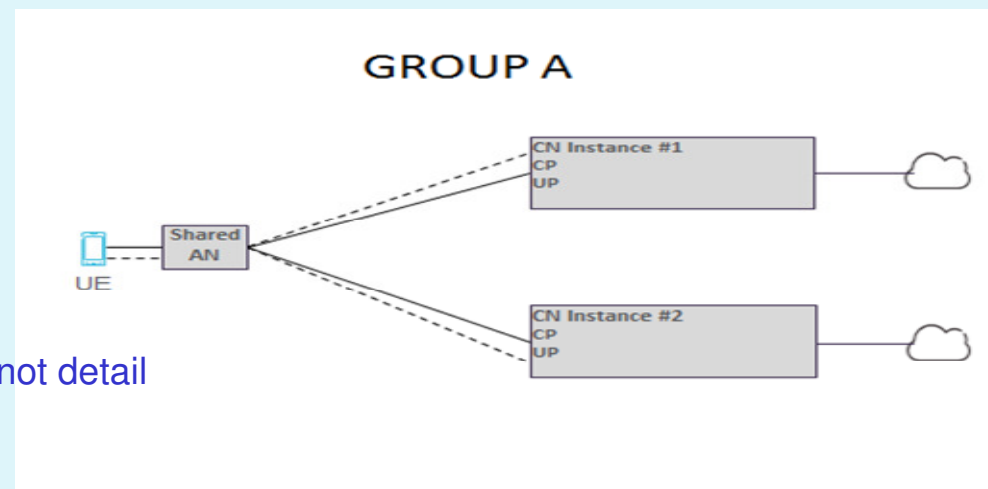 GROUP A
CN Instance #1
CP
UP
Shared
AN
UE
CN Instance #2
CP
UP
not detail